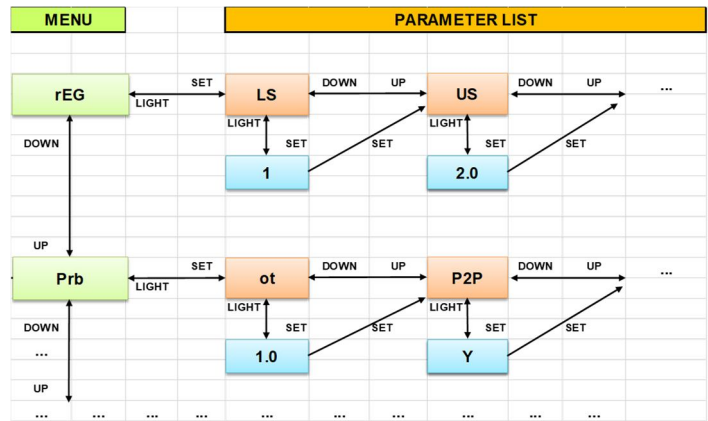 MENU PARAMETER LIST
SET DOWN UP DOWN UP
rEG LS US ...
LIGHT
DOWN LIGHT LIGHT
SET SET SET SET
1 2.0
UP
SET DOWN UP DOWN UP
Prb ot P2P ...
LIGHT
LIGHT LIGHT
DOWN SET SET SET SET
... 1.0 Y
UP
... ... ... ... ... ... ... ... ...